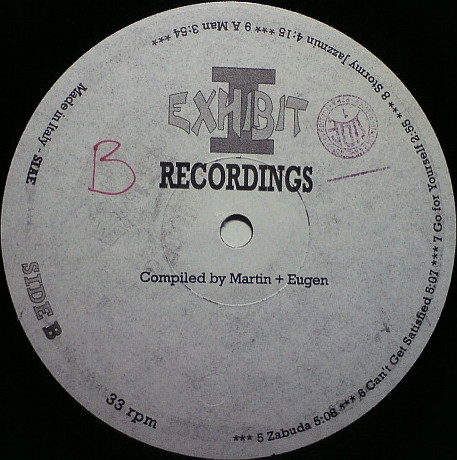 EXHIBIT
I
RECORDINGS
B
Compiled by Martin + Eugen
Made in Italy - SIAE
SIDE B
33 rpm
*** 5 Zabuda 5:08 *** 6 Can't Get Satisfied 5:07 *** 7 Go for Yourself 2:55 *** 8 Stormy Jazzmin 4:15 *** 9 A Man 3:54 ***